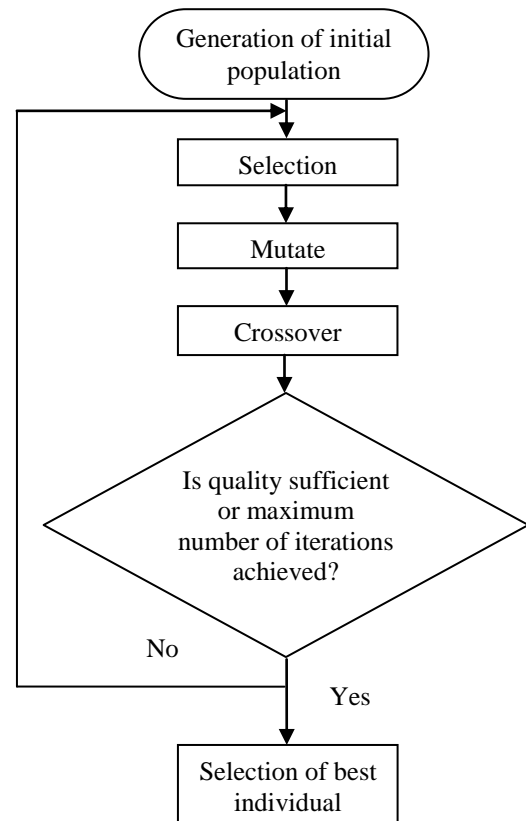 Generation of initial
population
Selection
Mutate
Crossover
Is quality sufficient
or maximum
number of iterations
achieved?
No
Yes
Selection of best
individual